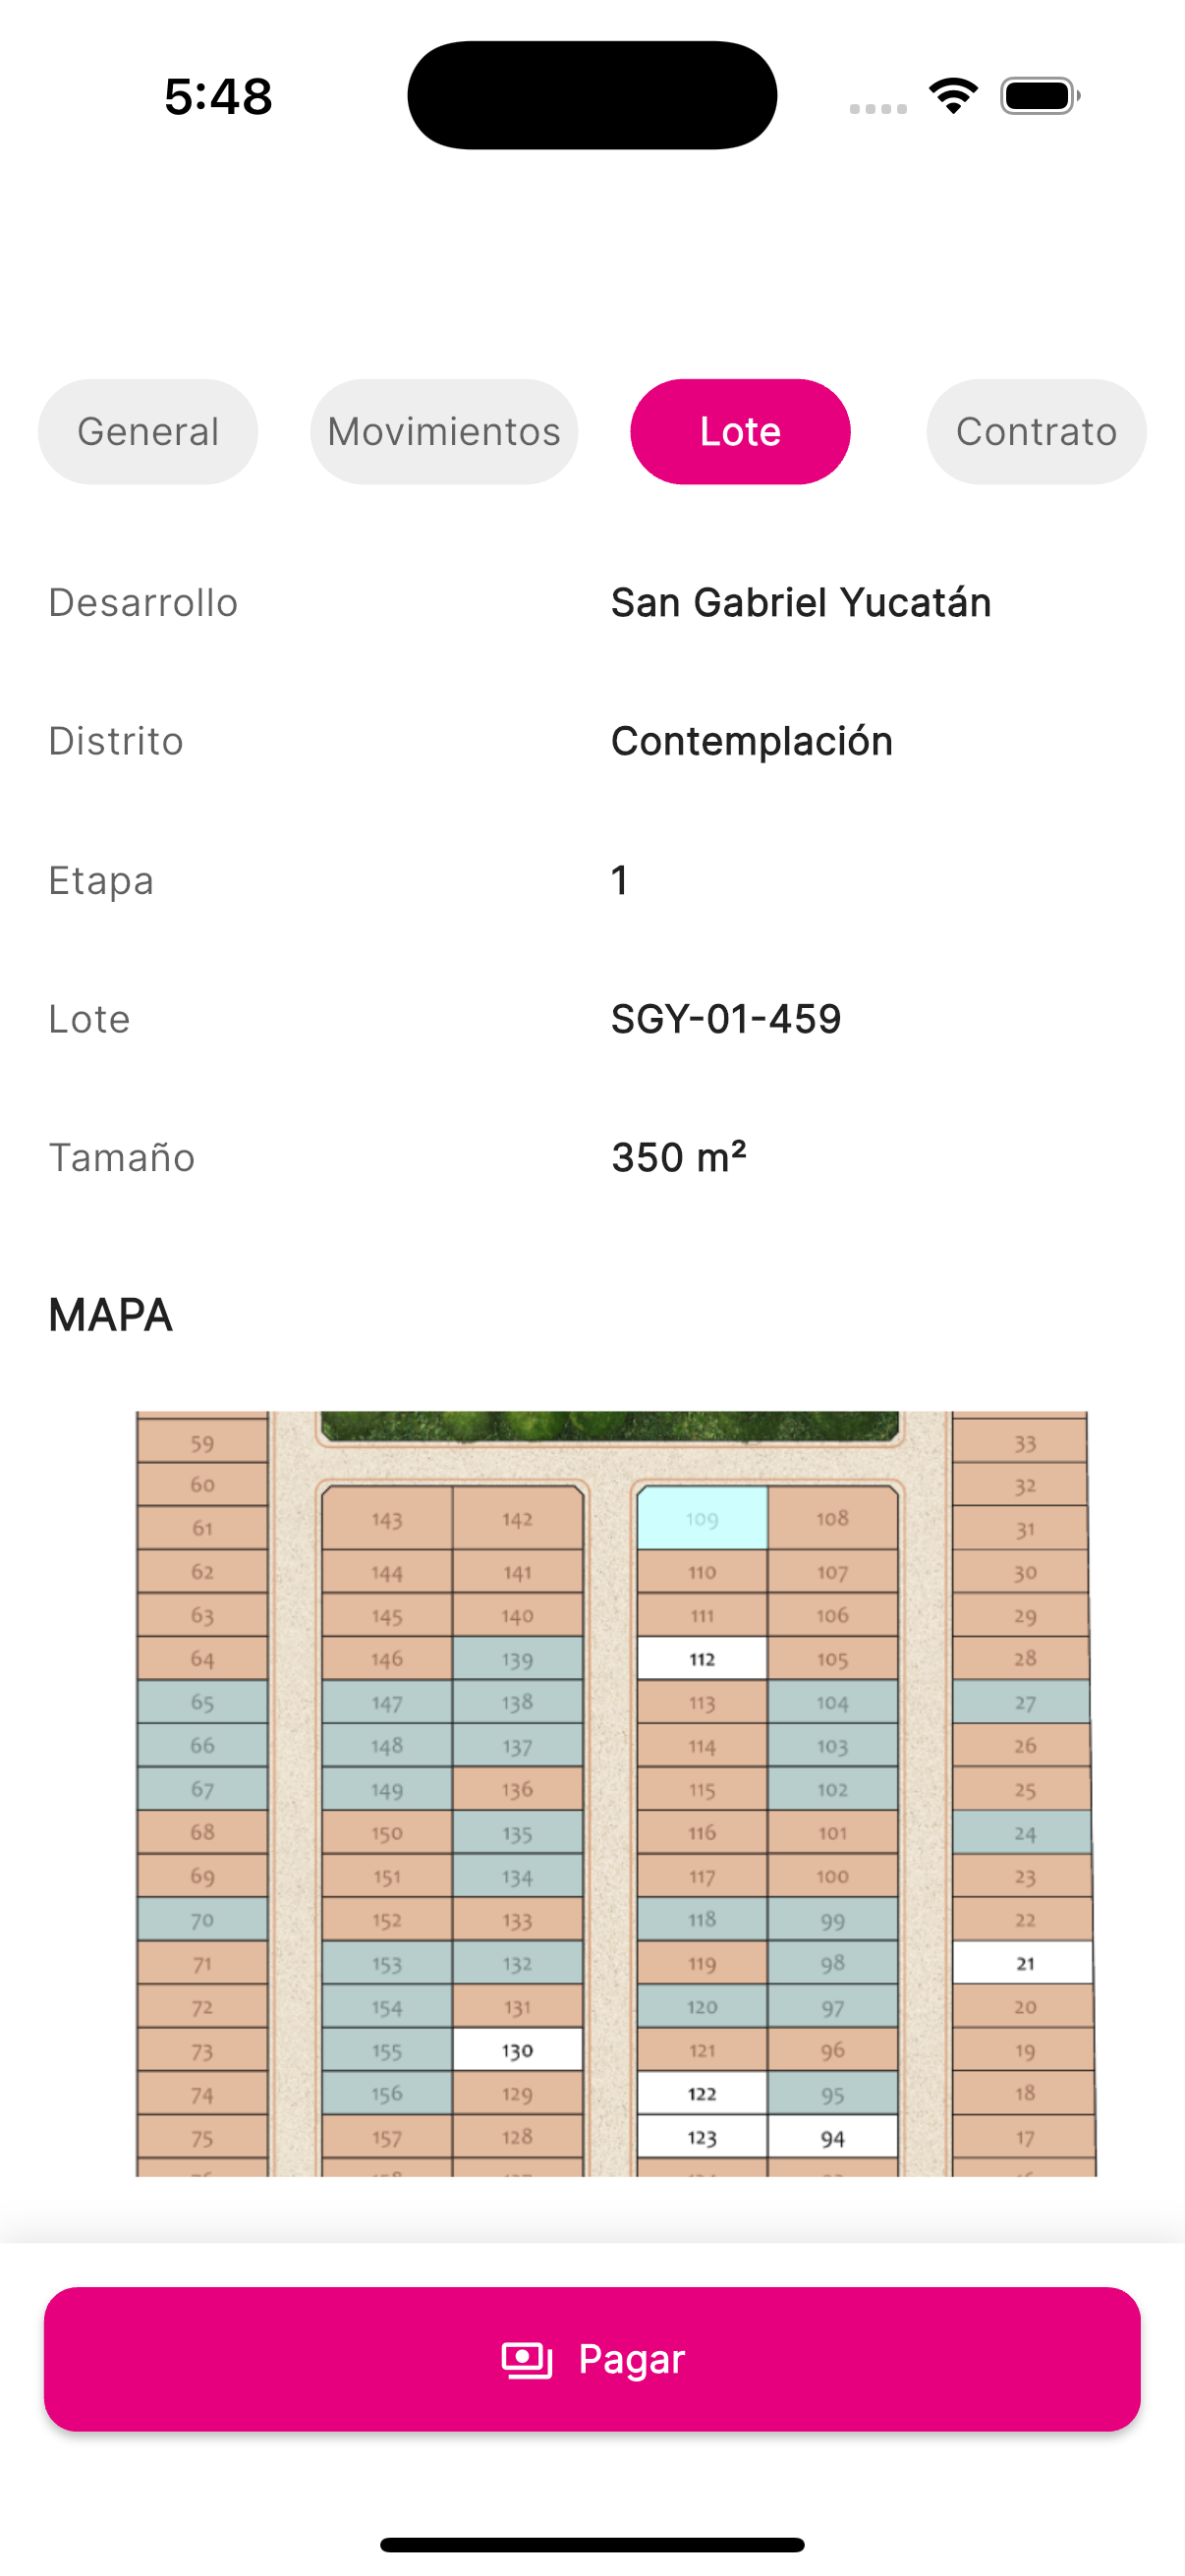 5:48
General Movimientos Lote Contrato
Desarrollo San Gabriel Yucatán
Distrito Contemplación
Etapa 1
Lote SGY-01-459
Tamaño 350 m²
MAPA
59 33
60 143 142 109 108 32
61 31
62 144 141 110 107 30
63 145 140 111 106 29
64 146 139 112 105 28
65 147 138 113 104 27
66 148 137 114 103 26
67 149 136 115 102 25
68 150 135 116 101 24
69 151 134 117 100 23
70 152 133 118 99 22
71 153 132 119 98 21
72 154 131 120 97 20
73 155 130 121 96 19
74 156 129 122 95 18
75 157 128 123 94 17
Pagar